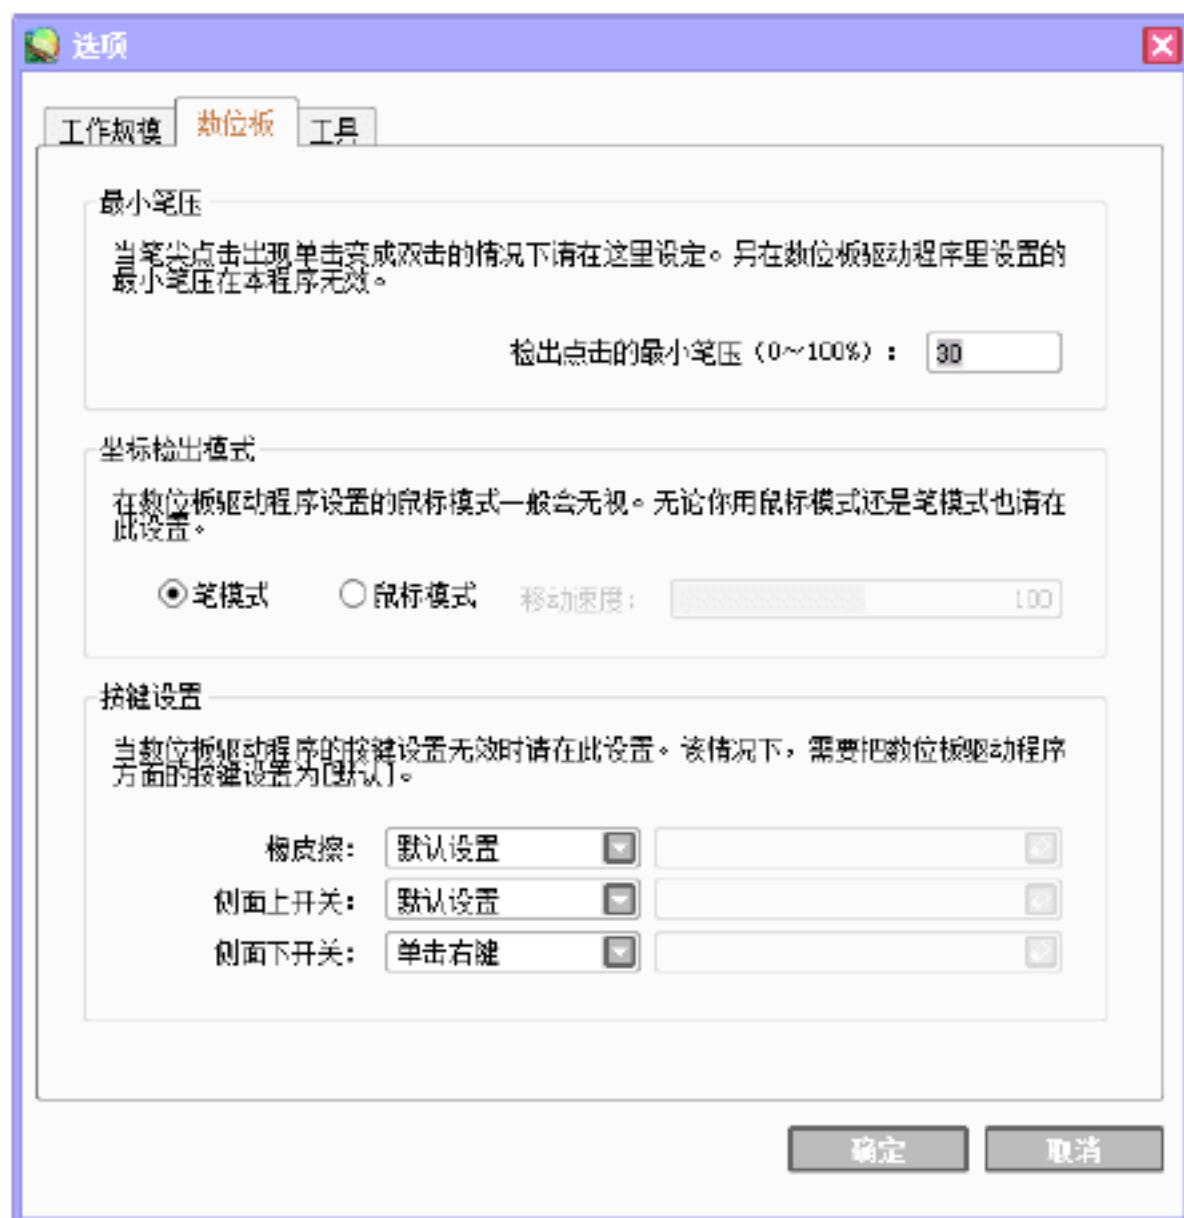 选项
工作规模 数位板 工具
最小笔压
当笔尖点击出现单击变成双击的情况下请在这里设定。另在数位板驱动程序里设置的
最小笔压在本程序无效。
检出点击的最小笔压（0～100%）： 30
坐标检出模式
在数位板驱动程序设置的鼠标模式一般会无视。无论你用鼠标模式还是笔模式也请在
此设置。
笔模式 鼠标模式 移动速度： 100
按键设置
当数位板驱动程序的按键设置无效时请在此设置。该情况下，需要把数位板驱动程序
方面的按键设置为[默认]。
橡皮擦： 默认设置
侧面上开关： 默认设置
侧面下开关： 单击右键
确定 取消